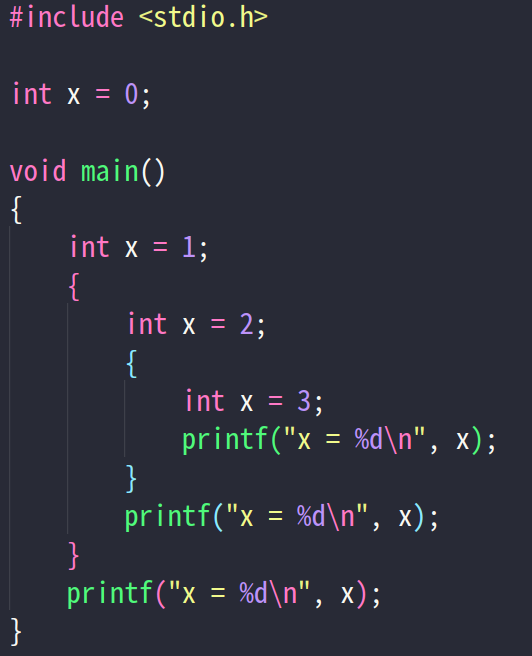 #include <stdio.h>

int x = 0;

void main()
{
    int x = 1;
    {
        int x = 2;
        {
            int x = 3;
            printf("x = %d\n", x);
        }
        printf("x = %d\n", x);
    }
    printf("x = %d\n", x);
}